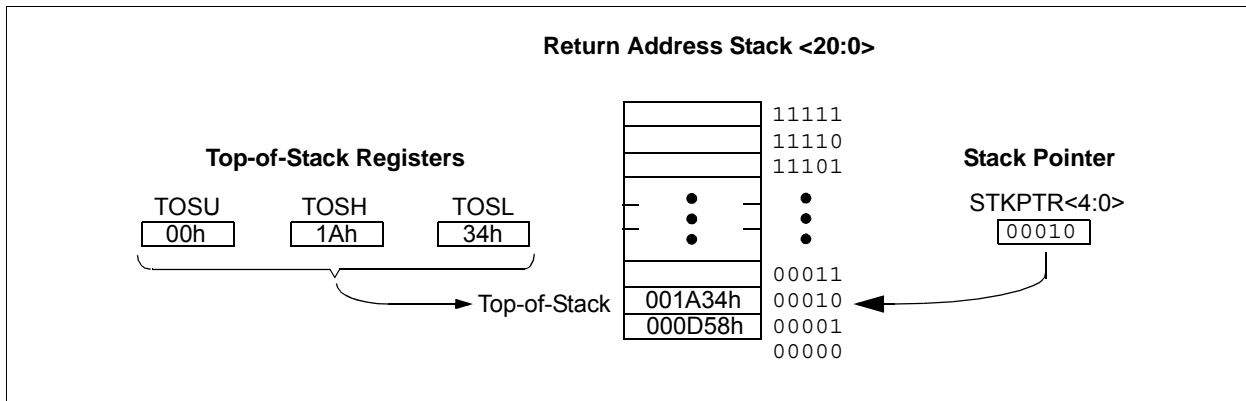 Return Address Stack <20:0>
11111
11110
11101
Top-of-Stack Registers
Stack Pointer
TOSU TOSH TOSL
STKPTR<4:0>
00h 1Ah 34h
00010
00011
Top-of-Stack 001A34h 00010
000D58h 00001
00000